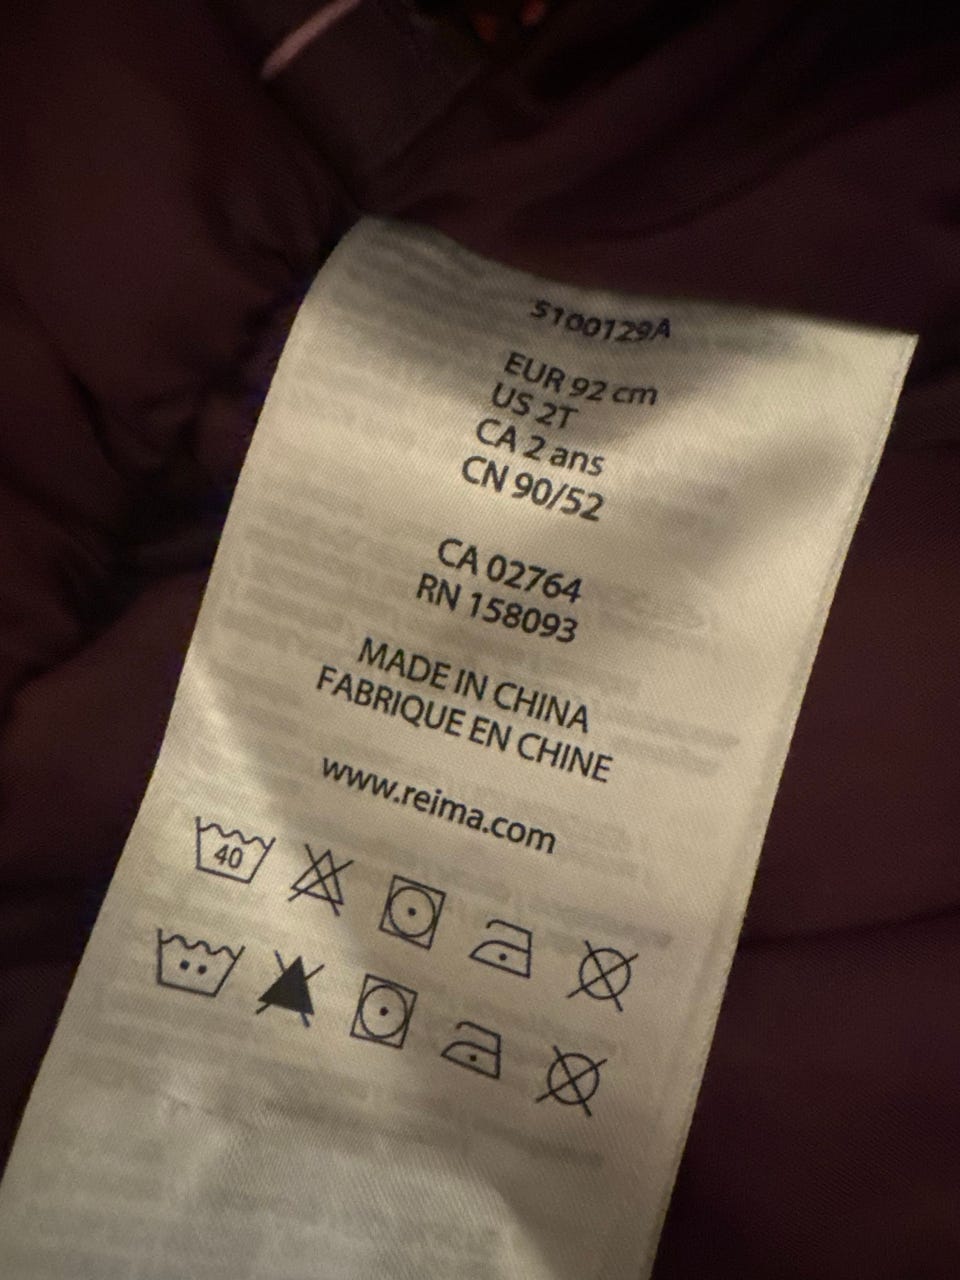 5100129A
EUR 92 cm
US 2T
CA 2 ans
CN 90/52
CA 02764
RN 158093
MADE IN CHINA
FABRIQUE EN CHINE
www.reima.com
40